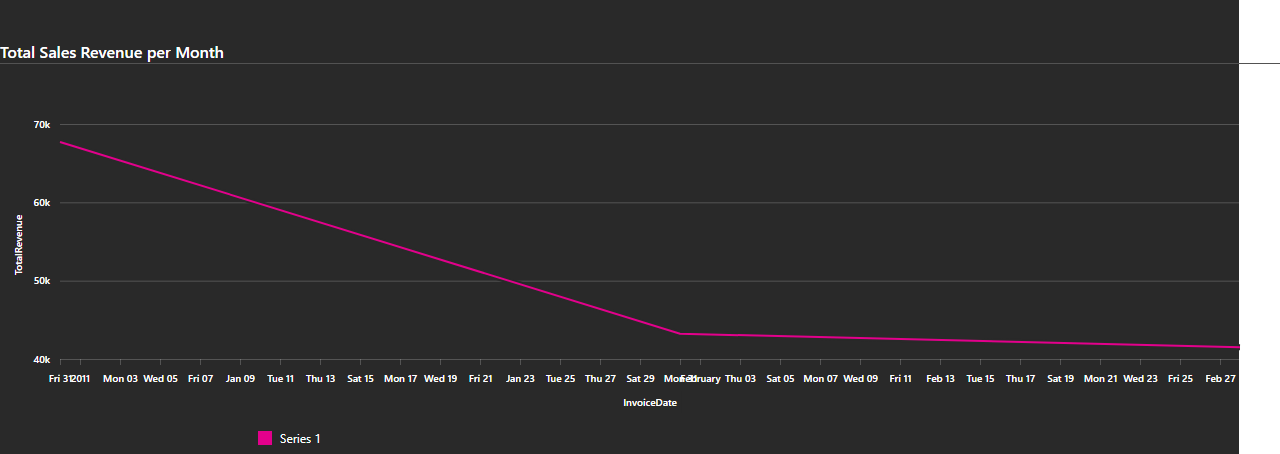 Total Sales Revenue per Month
70k
60k
50k
40k
TotalRevenue
Fri 31 2011 Mon 03 Wed 05 Fri 07 Jan 09 Tue 11 Thu 13 Sat 15 Mon 17 Wed 19 Fri 21 Jan 23 Tue 25 Thu 27 Sat 29 Mon 31 February Thu 03 Sat 05 Mon 07 Wed 09 Fri 11 Feb 13 Tue 15 Thu 17 Sat 19 Mon 21 Wed 23 Fri 25 Feb 27
InvoiceDate
Series 1